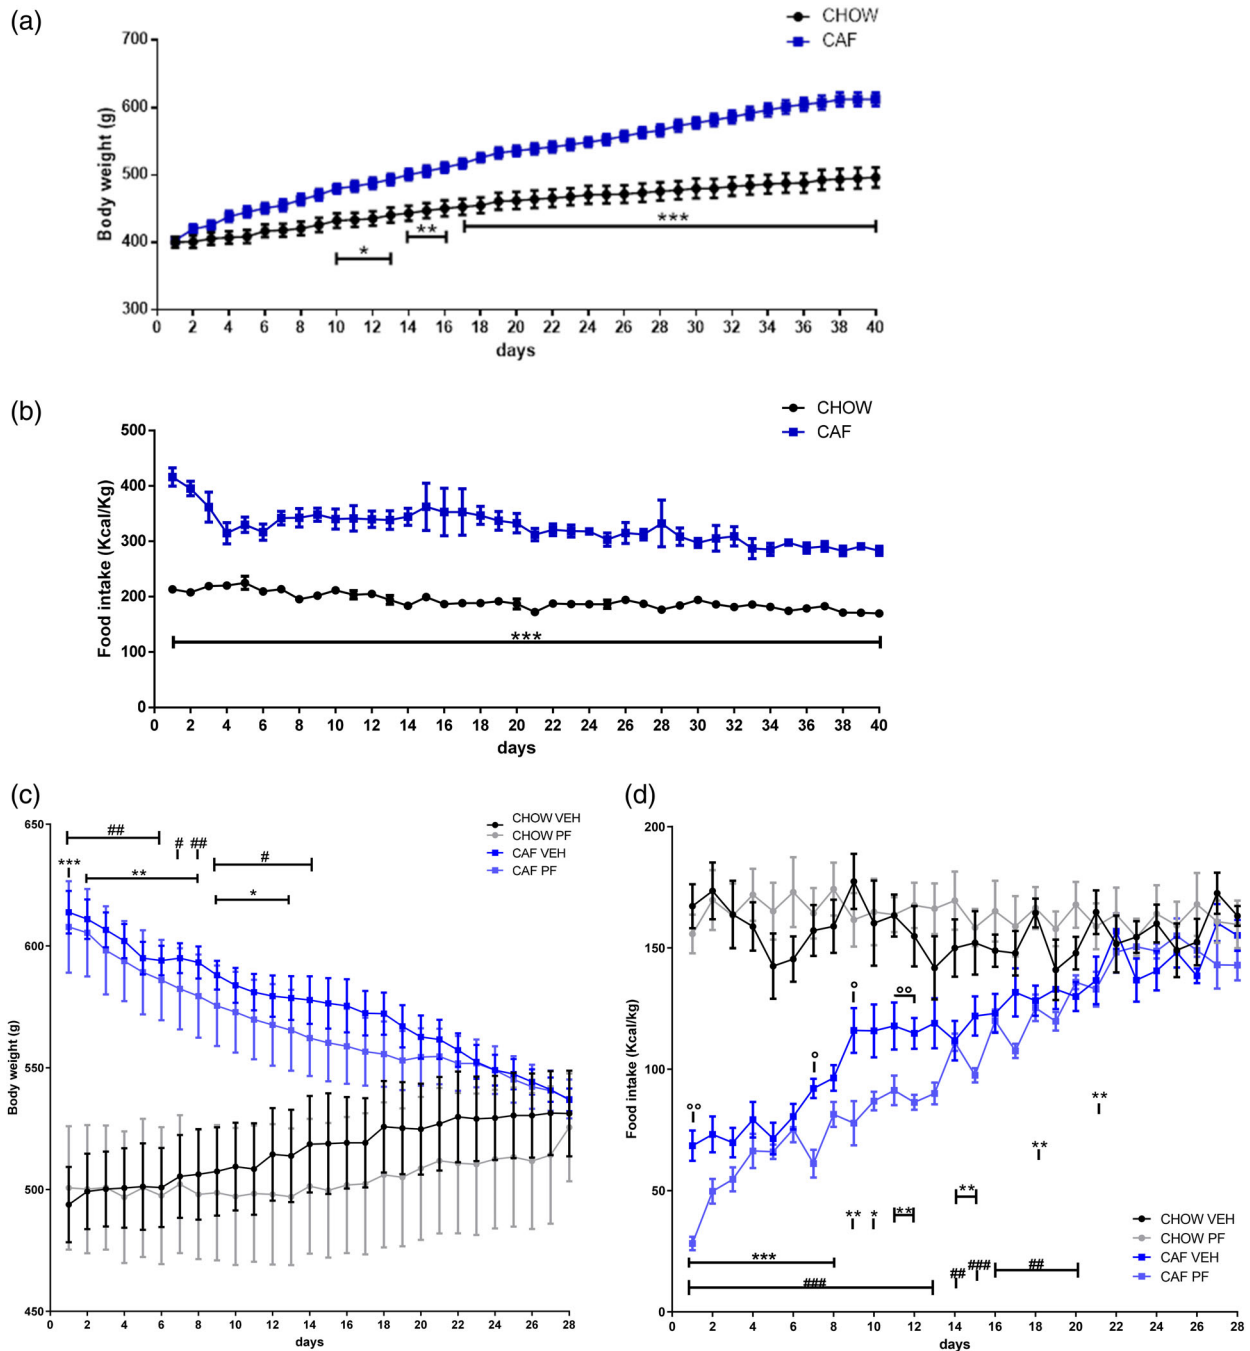 (a)
CHOW
CAF
Body weight (g)
700
600
500
400
300
*
**
***
0 2 4 6 8 10 12 14 16 18 20 22 24 26 28 30 32 34 36 38 40
days
(b)
CHOW
CAF
Food intake (Kcal/Kg)
500
400
300
200
100
0
***
0 2 4 6 8 10 12 14 16 18 20 22 24 26 28 30 32 34 36 38 40
days
(c)
CHOW VEH
CHOW PF
CAF VEH
CAF PF
Body weight (g)
650
600
550
500
450
## # ## #
*** ** *
0 2 4 6 8 10 12 14 16 18 20 22 24 26 28
days
(d)
Food intake (Kcal/kg)
200
150
100
50
0
°° ° ° °°
** * ** ** ** **
***
### ## ### ##
CHOW VEH
CHOW PF
CAF VEH
CAF PF
0 2 4 6 8 10 12 14 16 18 20 22 24 26 28
days